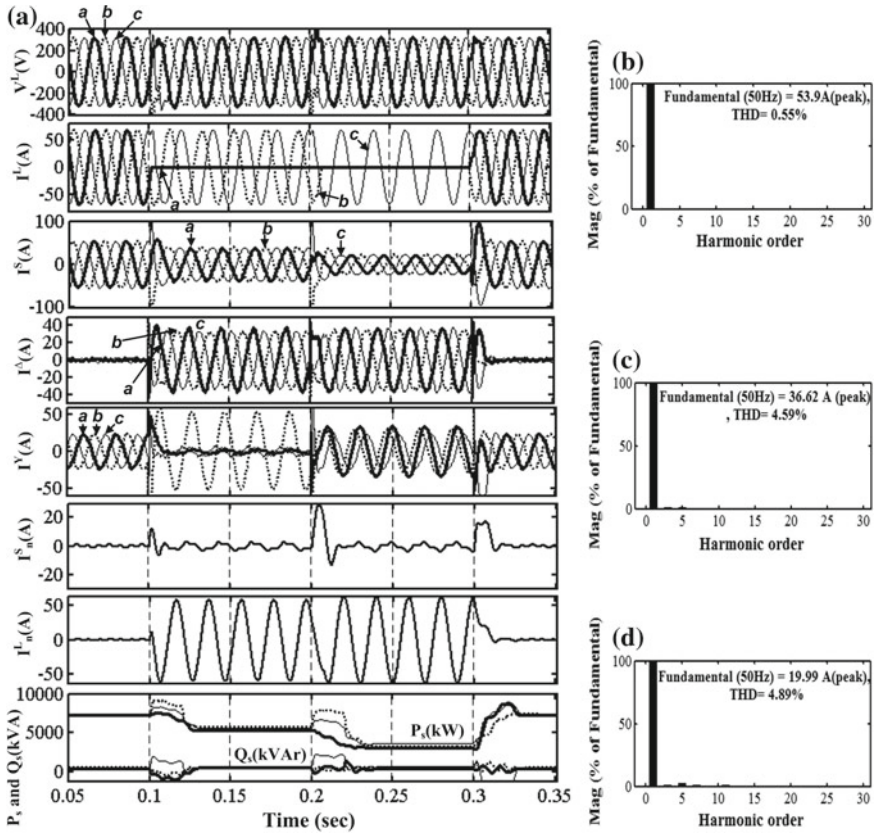 (a)
a b c
400
200
0
-200
-400
V^L(V)
50
0
-50
I^L(A)
c
a
b
100
0
-100
I^S(A)
a
b
c
40
20
0
-20
-40
I^Δ(A)
b
c
a
50
0
-50
I^Y(A)
a b c
20
0
-20
I^S_n(A)
50
0
-50
I^L_n(A)
10000
5000
0
P_s and Q_s(kVA)
P_s(kW)
Q_s(kVAr)
0.05 0.1 0.15 0.2 0.25 0.3 0.35
Time (sec)
(b)
Mag (% of Fundamental)
100
50
0
Fundamental (50Hz) = 53.9A(peak),
THD= 0.55%
0 5 10 15 20 25 30
Harmonic order
(c)
Mag (% of Fundamental)
100
50
0
Fundamental (50Hz) = 36.62 A (peak)
, THD= 4.59%
0 5 10 15 20 25 30
Harmonic order
(d)
Mag (% of Fundamental)
100
50
0
Fundamental (50Hz) = 19.99 A(peak),
THD= 4.89%
0 5 10 15 20 25 30
Harmonic order